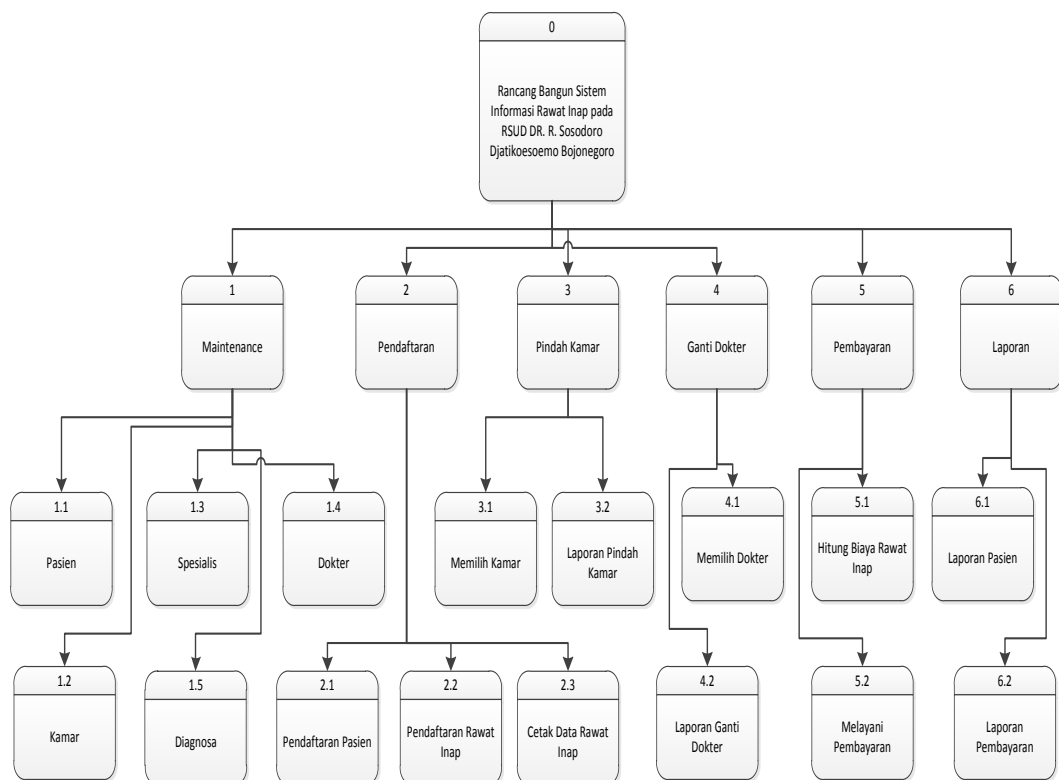 0
Rancang Bangun Sistem
Informasi Rawat Inap pada
RSUD DR. R. Sosodoro
Djatikoesoemo Bojonegoro
1
Maintenance
2
Pendaftaran
3
Pindah Kamar
4
Ganti Dokter
5
Pembayaran
6
Laporan
1.1
Pasien
1.3
Spesialis
1.4
Dokter
3.1
Memilih Kamar
3.2
Laporan Pindah
Kamar
4.1
Memilih Dokter
5.1
Hitung Biaya Rawat
Inap
6.1
Laporan Pasien
1.2
Kamar
1.5
Diagnosa
2.1
Pendaftaran Pasien
2.2
Pendaftaran Rawat
Inap
2.3
Cetak Data Rawat
Inap
4.2
Laporan Ganti
Dokter
5.2
Melayani
Pembayaran
6.2
Laporan
Pembayaran